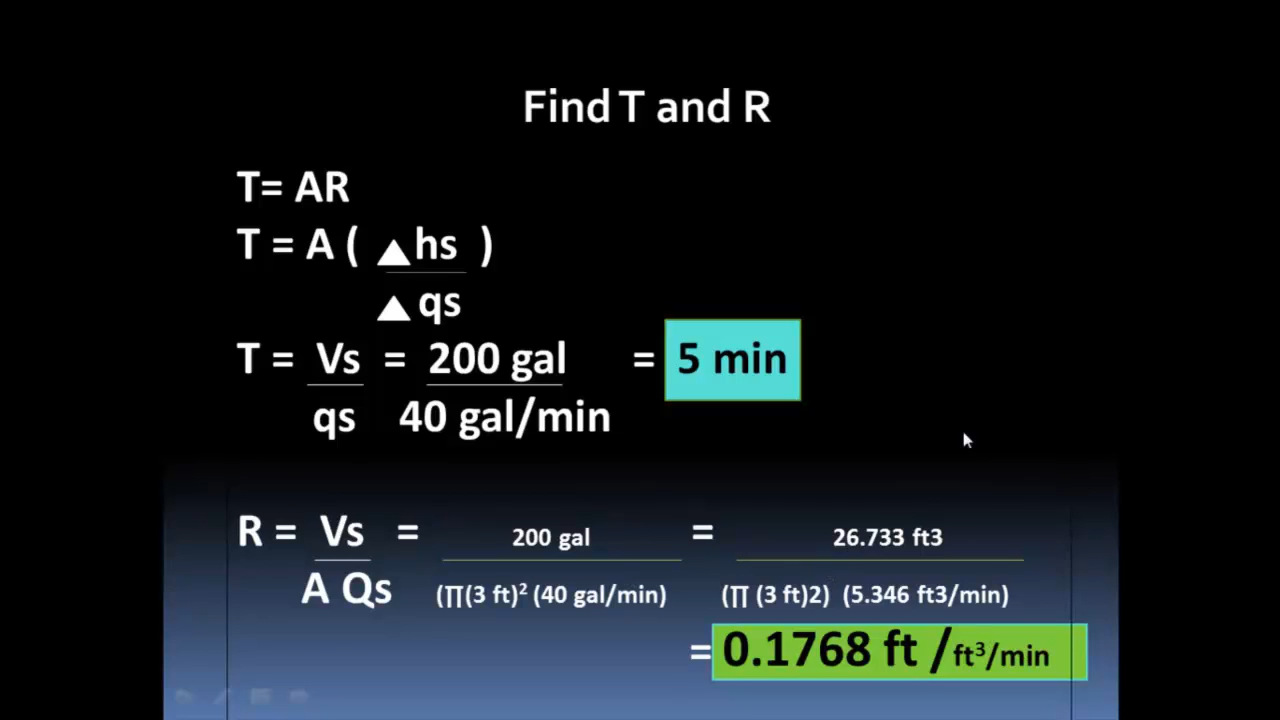 Find T and R
T= AR
T = A ( ▲hs )
▲ qs
T = Vs = 200 gal = 5 min
qs 40 gal/min
R = Vs = 200 gal = 26.733 ft3
A Qs (∏(3 ft)² (40 gal/min) (∏ (3 ft)2) (5.346 ft3/min)
= 0.1768 ft /ft³/min